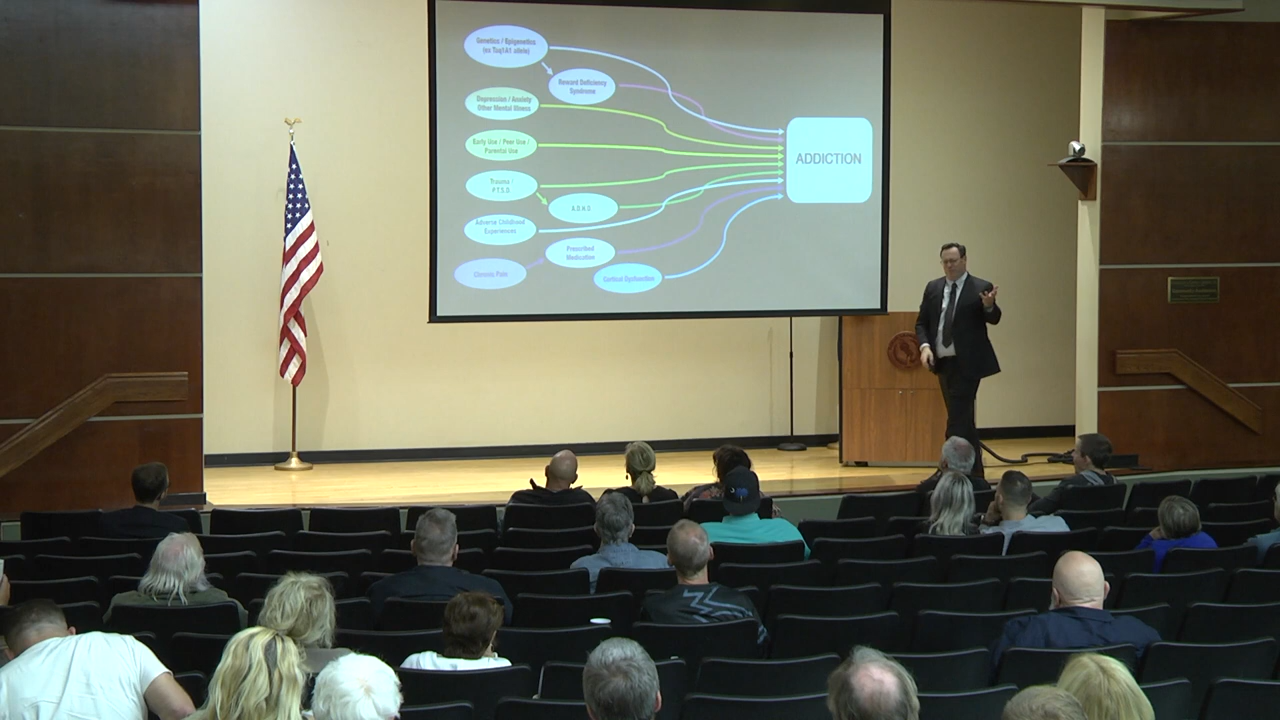 Genetics / Epigenetics
(ex Taq1A1 allele)
Reward Deficiency
Syndrome
Depression / Anxiety
Other Mental Illness
Early Use / Peer Use /
Parental Use
ADDICTION
Trauma /
P.T.S.D.
A.D.H.D.
Adverse Childhood
Experiences
Prescribed
Medication
Chronic Pain
Cortisol Dysfunction